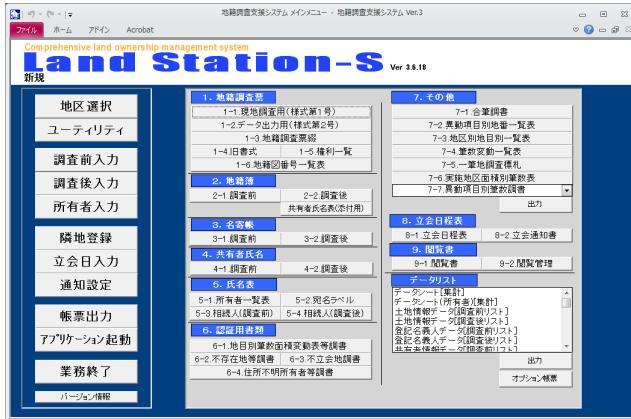 地籍調査支援システム メインメニュー - 地籍調査支援システム Ver.3
ファイル ホーム アドイン Acrobat
Comprehensive land ownership management system
Land Station-S Ver 3.6.18
新規
地区選択
ユーティリティ
調査前入力
調査後入力
所有者入力
隣地登録
立会日入力
通知設定
帳票出力
アプリケーション起動
業務終了
バージョン情報
1. 地籍調査票
1-1.現地調査用(様式第1号)
1-2.データ出力用(様式第2号)
1-3.地籍調査票綴
1-4.旧書式 1-5.権利一覧
1-6.地籍図番号一覧表
2. 地籍簿
2-1.調査前 2-2.調査後
共有者氏名表(添付用)
3. 名寄帳
3-1.調査前 3-2.調査後
4. 共有者氏名
4-1.調査前 4-2.調査後
5. 氏名表
5-1.所有者一覧表 5-2.宛名ラベル
5-3.相続人(調査前) 5-4.相続人(調査後)
6. 認証用書類
6-1.地目別筆数面積変動表等調書
6-2.不存在地等調書 6-3.不立会地調書
6-4.住所不明所有者等調書
7. その他
7-1.合筆調書
7-2.異動項目別地番一覧表
7-3.地区別地目別一覧表
7-4.筆数変動一覧表
7-5.一筆地調査標札
7-6.実施地区面積別筆数表
7-7.異動項目別筆数調書
出力
8. 立会日程表
8-1.立会日程表 8-2.立会通知書
9. 閲覧書
9-1.閲覧書 9-2.閲覧管理
データリスト
データシート[集計]
データシート(所有者)[集計]
土地情報データ[調査前リスト]
土地情報データ[調査後リスト]
登記名義人データ[調査前リスト]
登記名義人データ[調査後リスト]
共有者情報データ[調査前リスト]
出力
オプション帳票